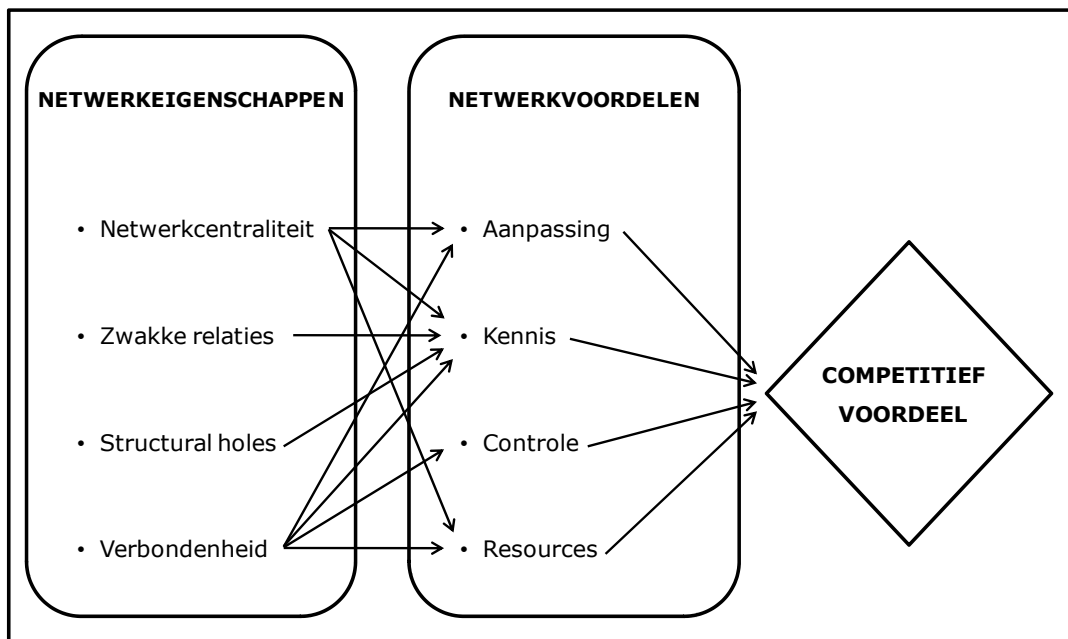 NETWERKEIGENSCHAPPEN
• Netwerkcentraliteit
• Zwakke relaties
• Structural holes
• Verbondenheid
NETWERKVOORDELEN
• Aanpassing
• Kennis
• Controle
• Resources
COMPETITIEF
VOORDEEL